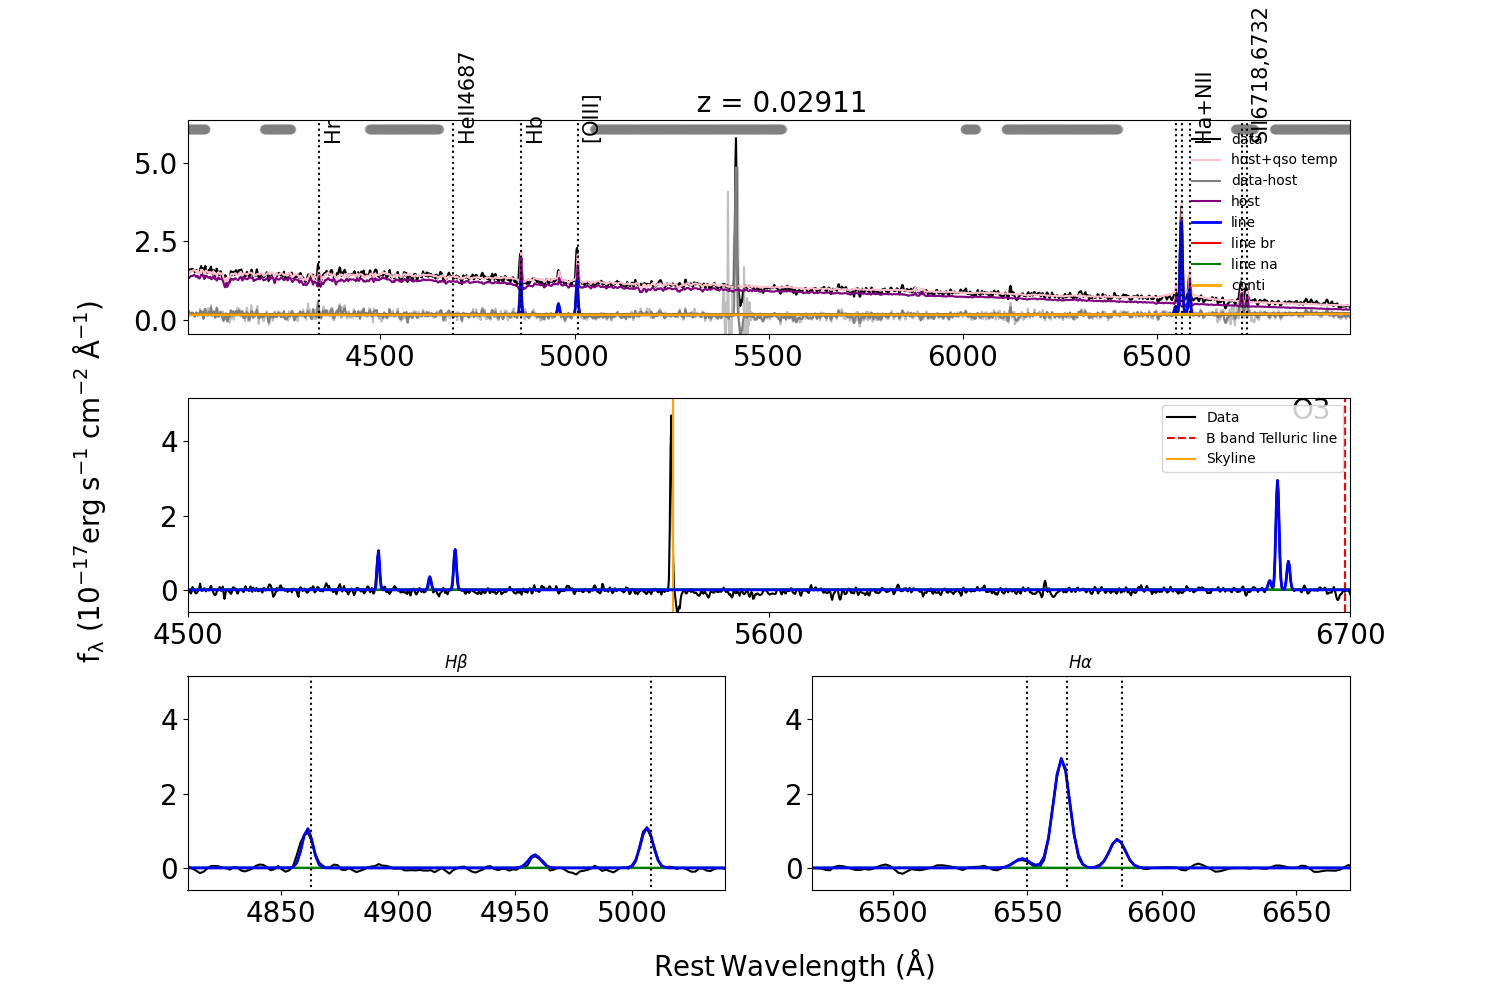 z = 0.02911
Hr
HeII4687
Hb
[OIII]
Ha+NII
SII6718,6732
data
host+qso temp
data-host
host
line
line br
line na
conti
5.0
2.5
0.0
4500 5000 5500 6000 6500
O3
Data
B band Telluric line
Skyline
4
2
0
4500 5600 6700
fλ (10⁻¹⁷erg s⁻¹ cm⁻² Å⁻¹)
Hβ
4
2
0
4850 4900 4950 5000
Hα
4
2
0
6500 6550 6600 6650
Rest Wavelength (Å)